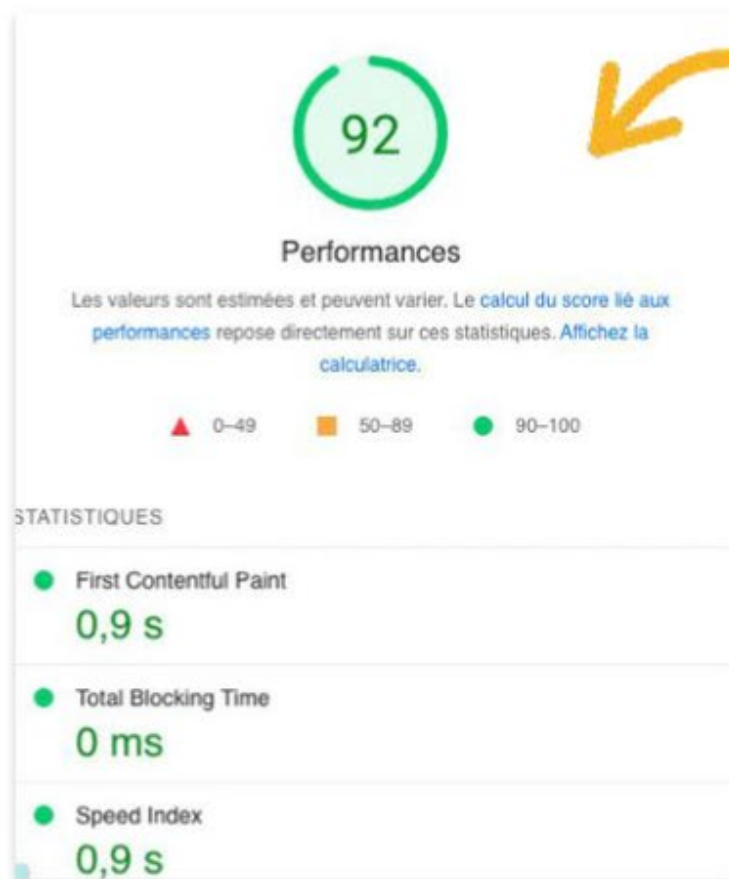 92
Performances
Les valeurs sont estimées et peuvent varier. Le calcul du score lié aux
performances repose directement sur ces statistiques. Affichez la
calculatrice.
0–49 50–89 90–100
STATISTIQUES
First Contentful Paint
0,9 s
Total Blocking Time
0 ms
Speed Index
0,9 s